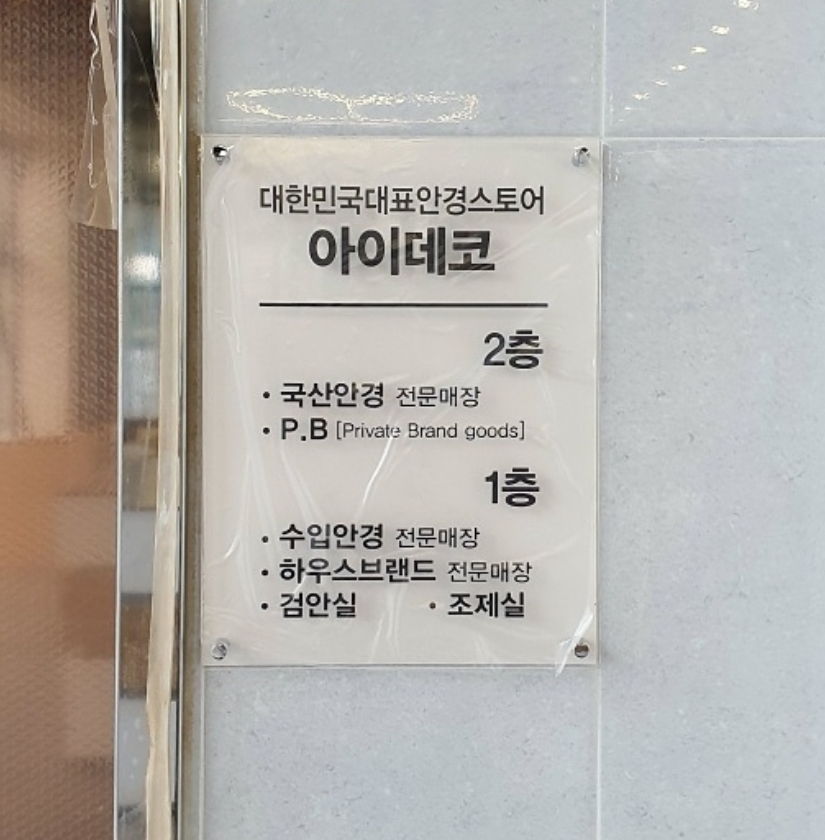 대한민국대표안경스토어
아이데코
2층
• 국산안경 전문매장
• P.B [Private Brand goods]
1층
• 수입안경 전문매장
• 하우스브랜드 전문매장
• 검안실 • 조제실